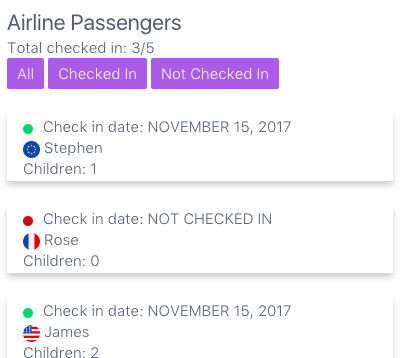 Airline Passengers
Total checked in: 3/5
All Checked In Not Checked In
Check in date: NOVEMBER 15, 2017
Stephen
Children: 1
Check in date: NOT CHECKED IN
Rose
Children: 0
Check in date: NOVEMBER 15, 2017
James
Children: 2